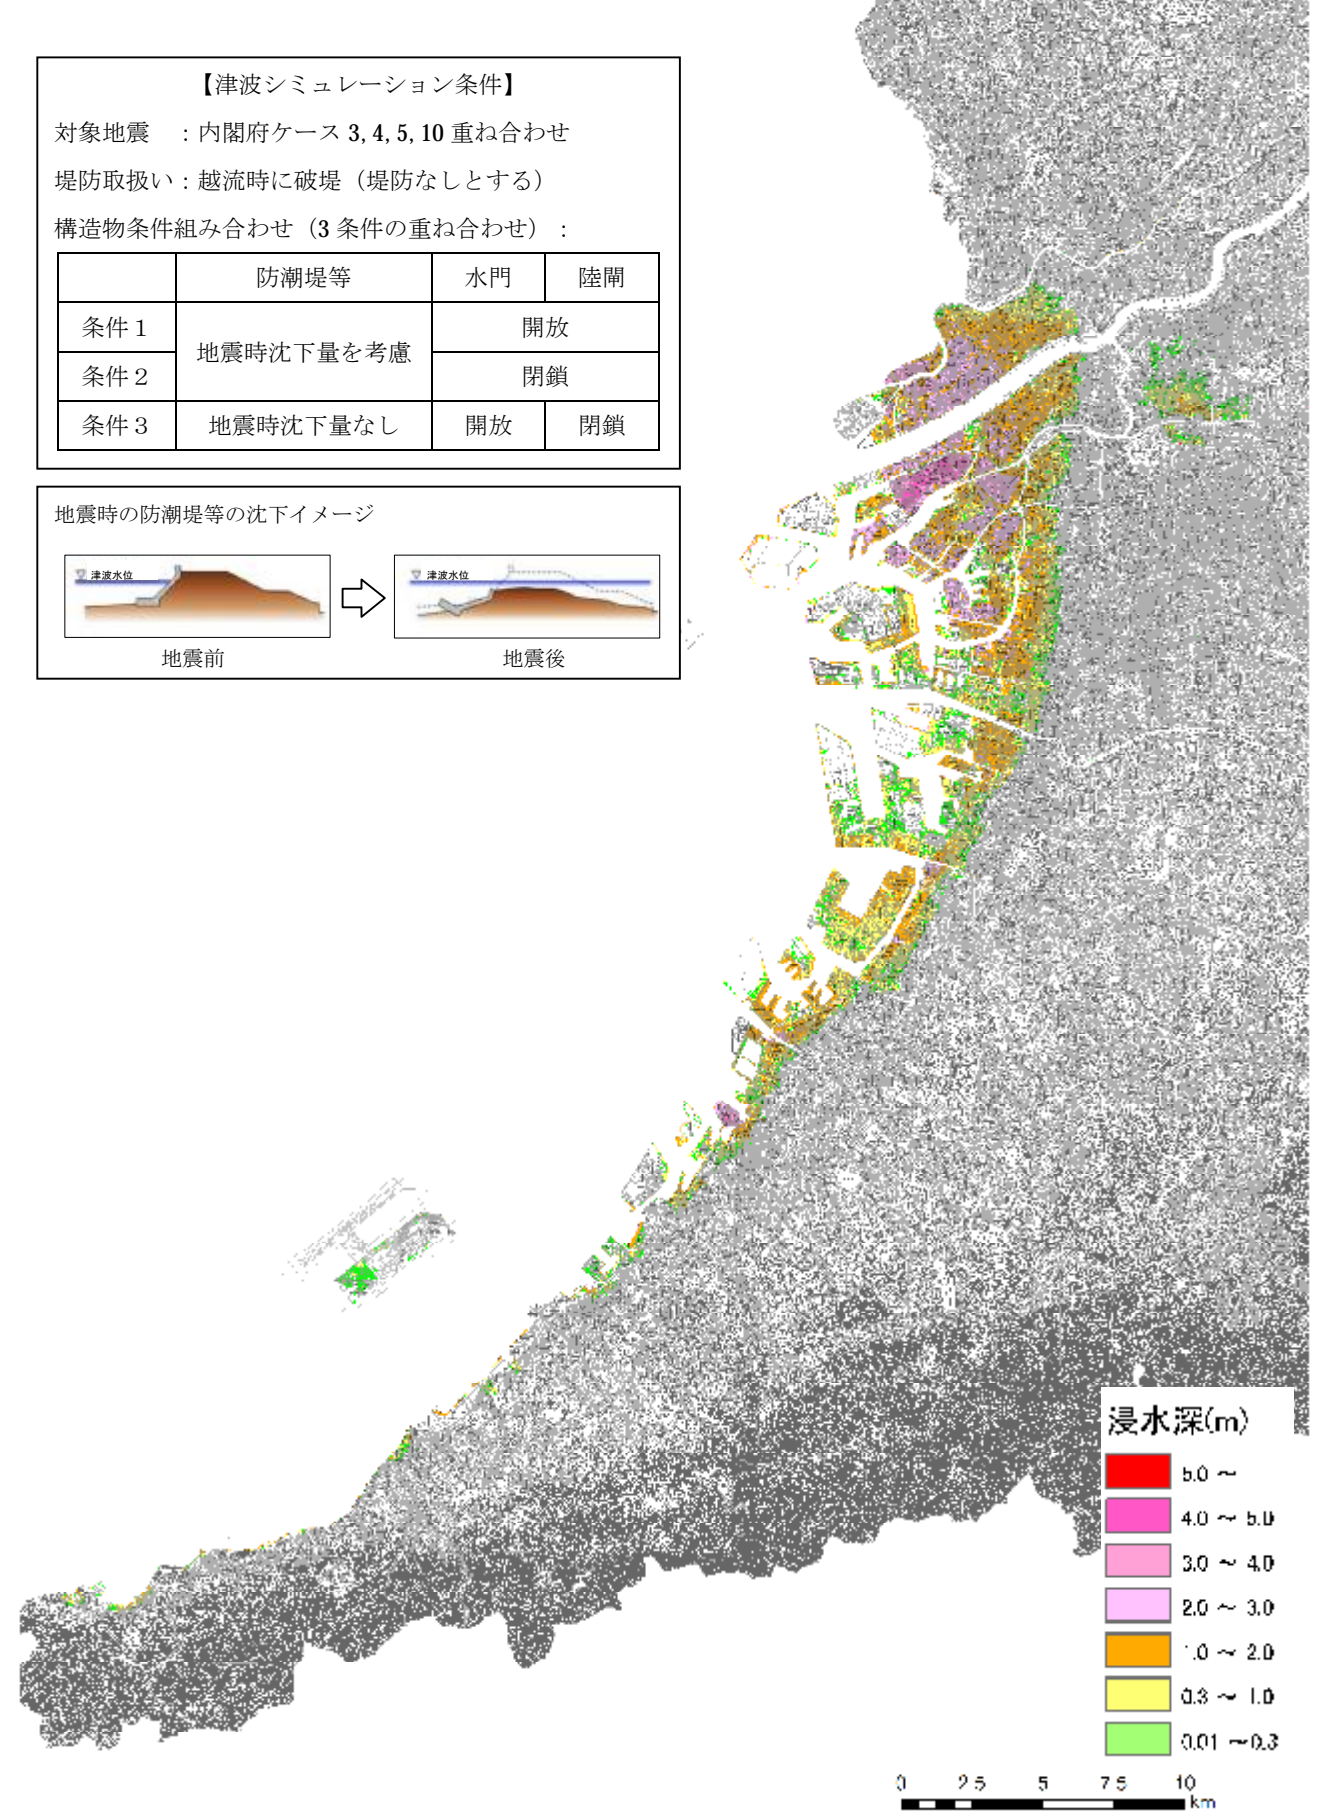 【津波シミュレーション条件】
対象地震　：内閣府ケース 3, 4, 5, 10 重ね合わせ
堤防取扱い：越流時に破堤（堤防なしとする）
構造物条件組み合わせ（3 条件の重ね合わせ）：
防潮堤等 水門 陸閘
条件１ 地震時沈下量を考慮 開放
条件２ 閉鎖
条件３ 地震時沈下量なし 開放 閉鎖
地震時の防潮堤等の沈下イメージ
津波水位 津波水位
地震前 地震後
浸水深(m)
5.0 ～
4.0 ～ 5.0
3.0 ～ 4.0
2.0 ～ 3.0
1.0 ～ 2.0
0.3 ～ 1.0
0.01 ～0.3
0 2.5 5 7.5 10
km